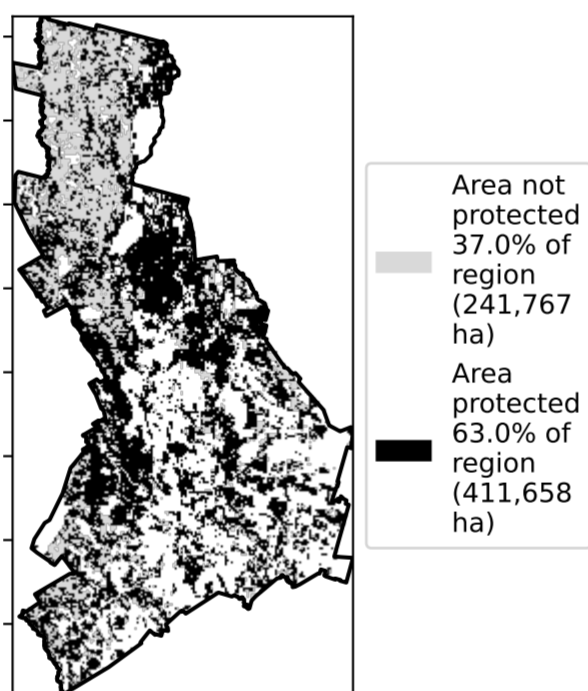 Area not
protected
37.0% of
region
(241,767
ha)
Area
protected
63.0% of
region
(411,658
ha)